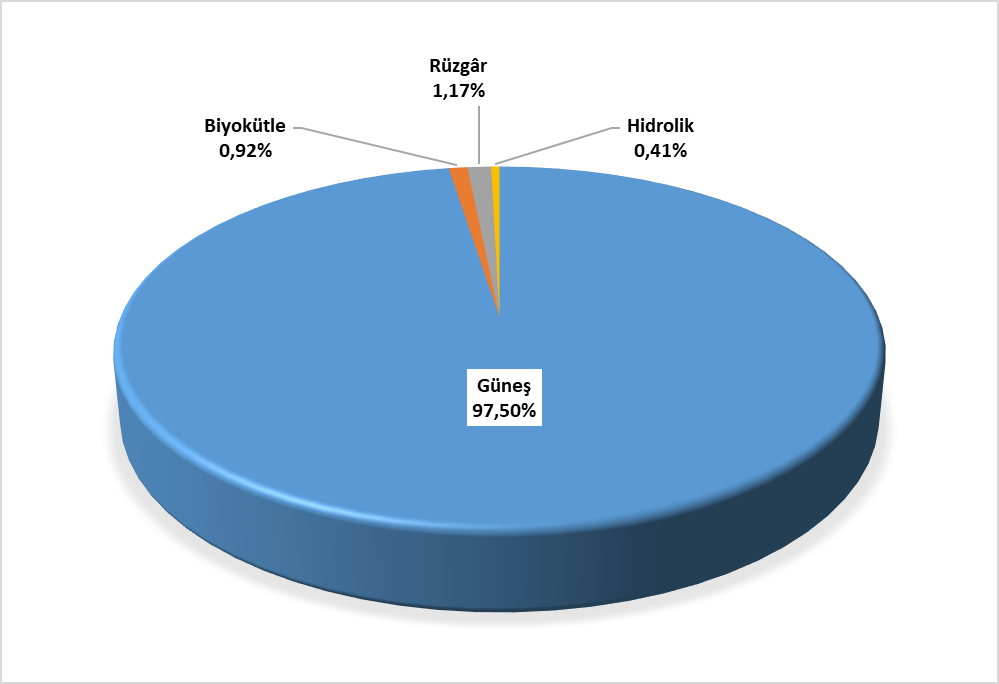 Rüzgâr
1,17%
Biyokütle
0,92%
Hidrolik
0,41%
Güneş
97,50%